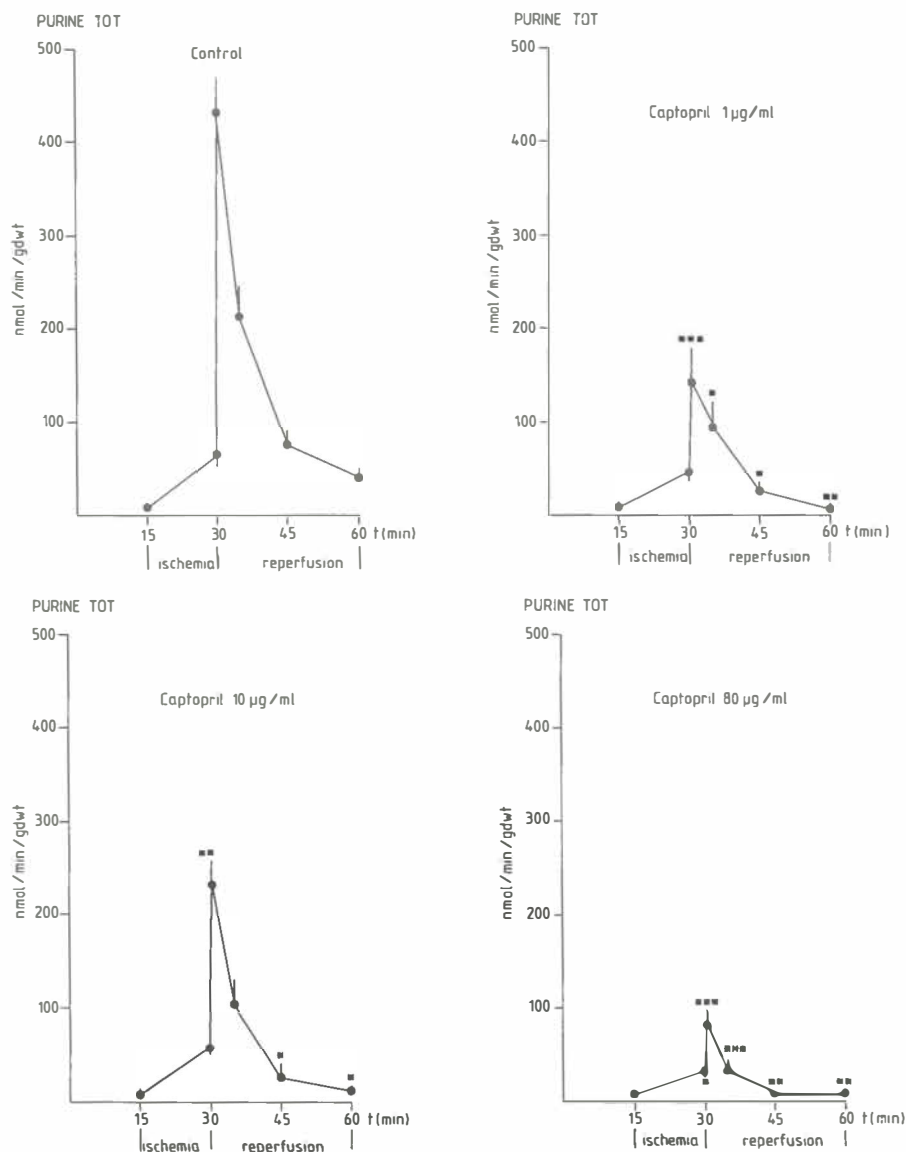 PURINE TOT
500
400
300
200
100
nmol/min/gdwt
Control
15 30 45 60 t(min)
ischemia reperfusion
PURINE TOT
500
400
300
200
100
nmol/min/gdwt
Captopril 1µg/ml
15 30 45 60 t(min)
ischemia reperfusion
PURINE TOT
500
400
300
200
100
nmol/min/gdwt
Captopril 10 µg/ml
15 30 45 60 t(min)
ischemia reperfusion
PURINE TOT
500
400
300
200
100
nmol/min/gdwt
Captopril 80 µg/ml
15 30 45 60 t(min)
ischemia reperfusion